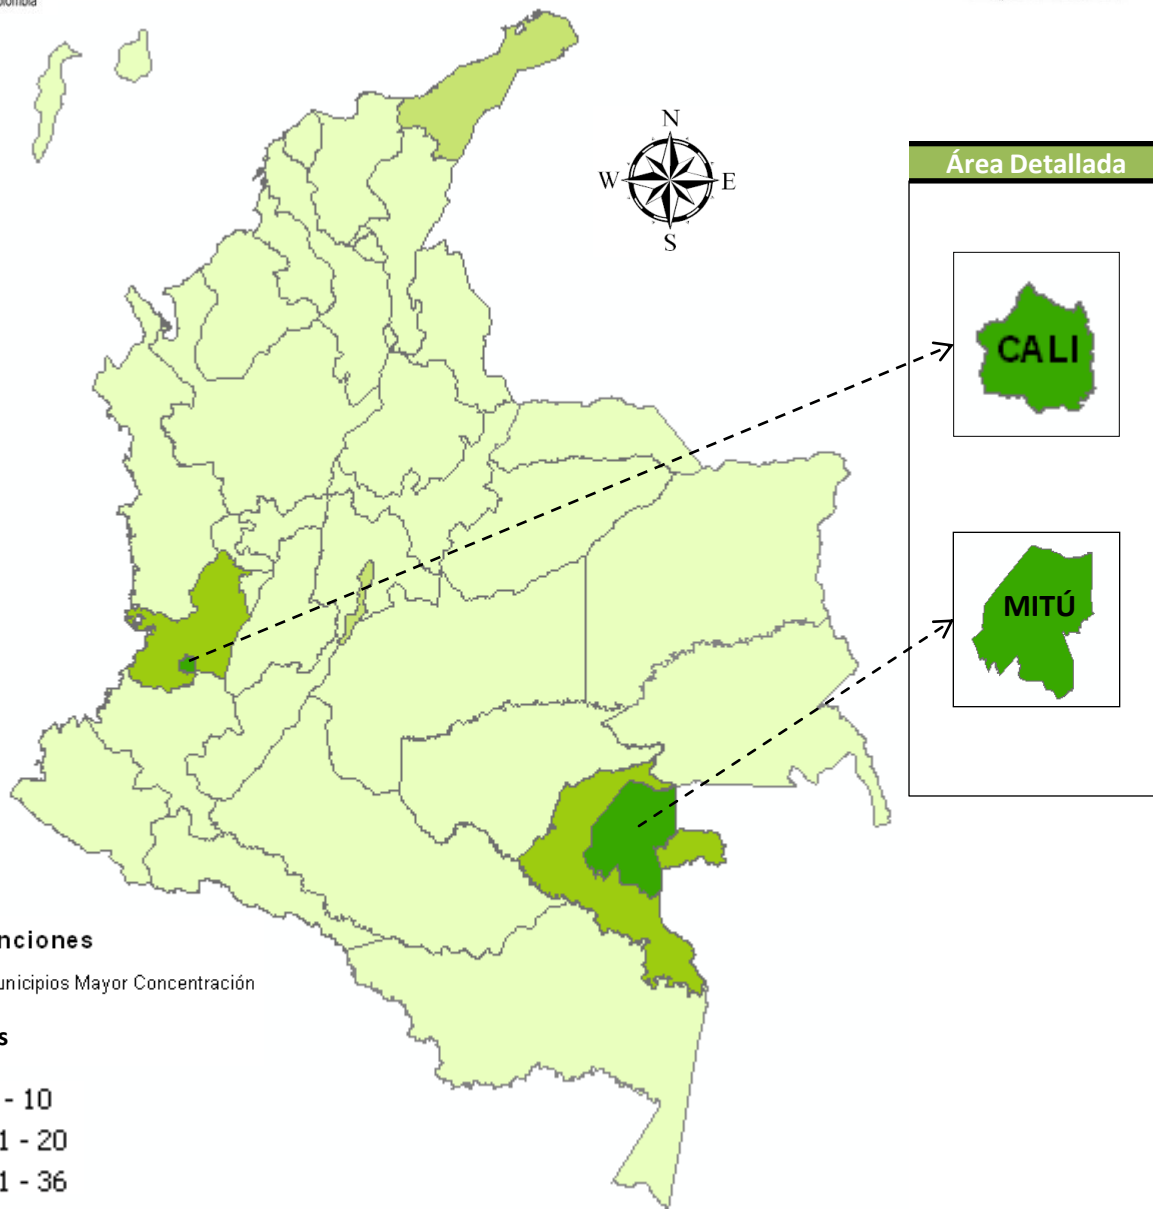 N
W E
S
Área Detallada
CALI
MITÚ
nciones
unicipios Mayor Concentración
s
- 10
1 - 20
1 - 36